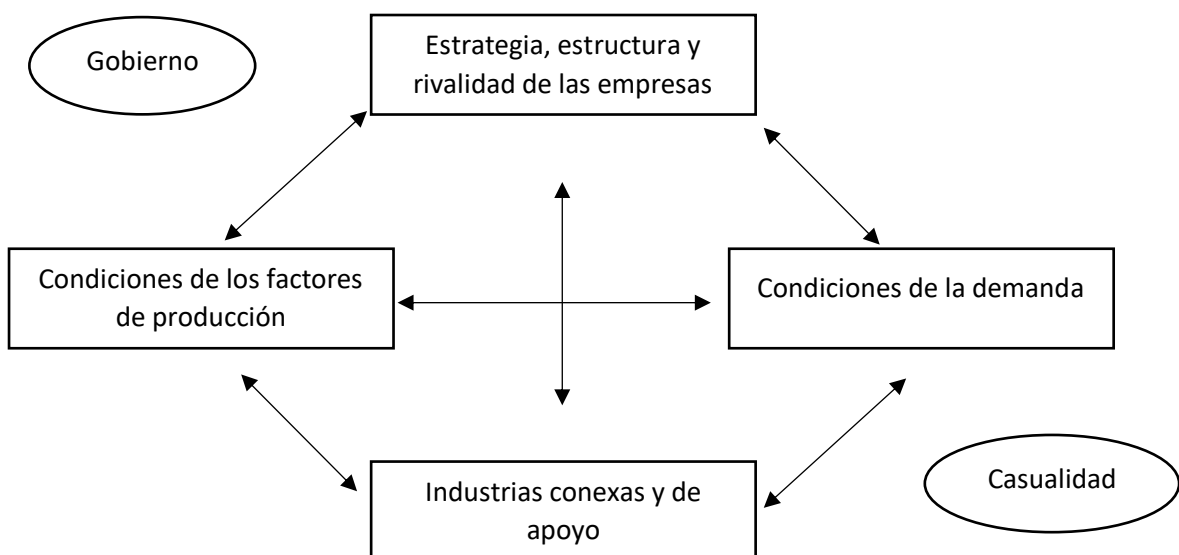 Gobierno
Estrategia, estructura y
rivalidad de las empresas
Condiciones de los factores
de producción
Condiciones de la demanda
Industrias conexas y de
apoyo
Casualidad